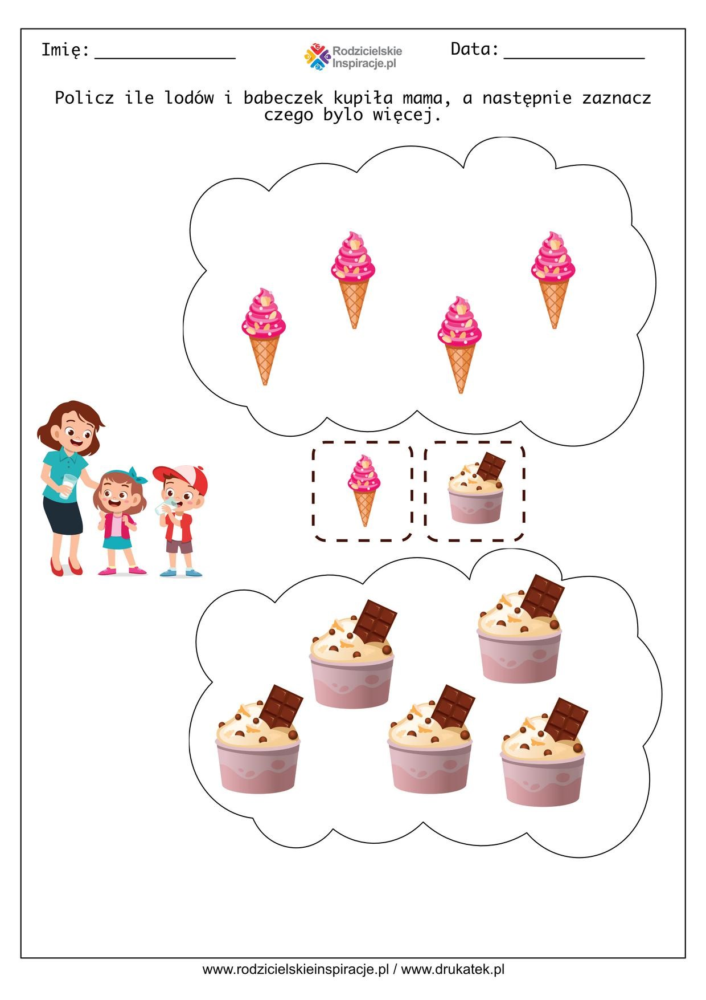 Imię: _______________
Rodzicielskie
Inspiracje.pl
Data: _______________
Policz ile lodów i babeczek kupiła mama, a następnie zaznacz
czego bylo więcej.
www.rodzicielskieinspiracje.pl / www.drukatek.pl